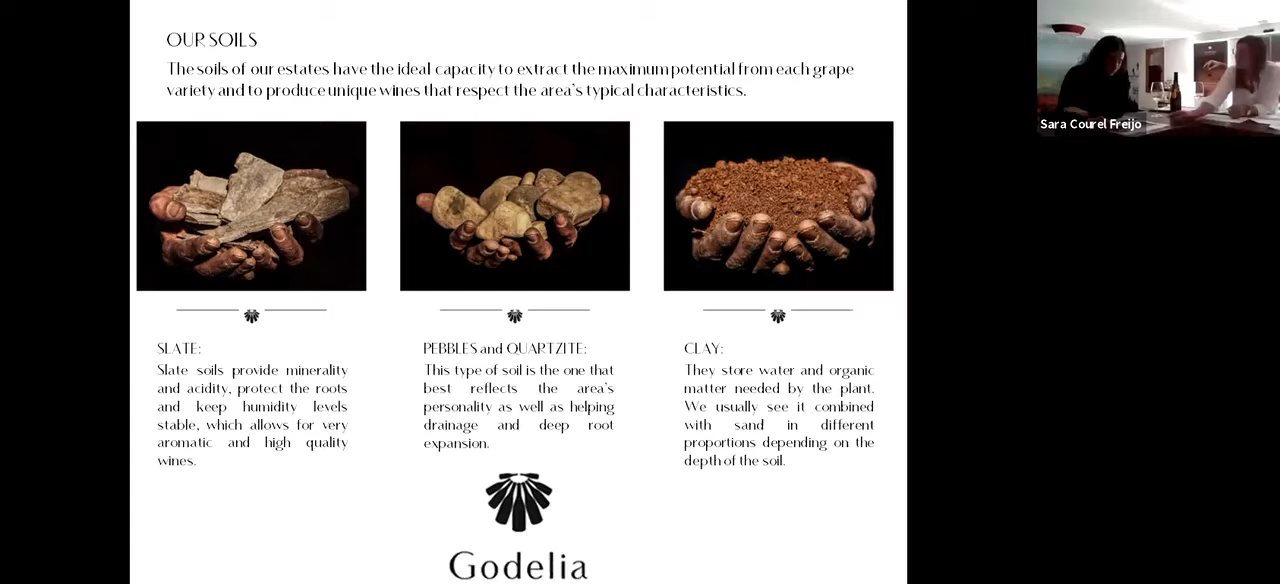 OUR SOILS
The soils of our estates have the ideal capacity to extract the maximum potential from each grape
variety and to produce unique wines that respect the area's typical characteristics.
Sara Courel Freijo
SLATE:
Slate soils provide minerality
and acidity, protect the roots
and keep humidity levels
stable, which allows for very
aromatic and high quality
wines.
PEBBLES and QUARTZITE:
This type of soil is the one that
best reflects the area's
personality as well as helping
drainage and deep root
expansion.
CLAY:
They store water and organic
matter needed by the plant.
We usually see it combined
with sand in different
proportions depending on the
depth of the soil.
Godelia